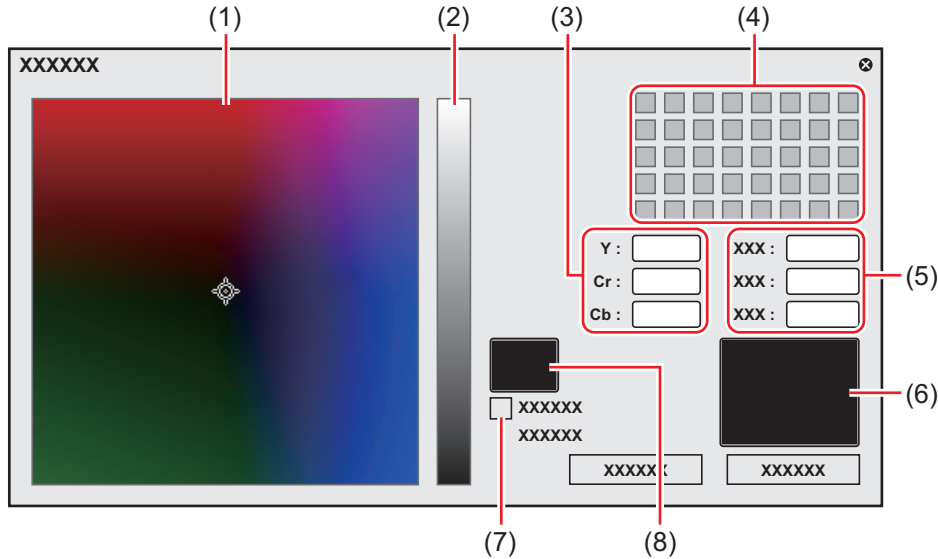 (1) (2) (3) (4)
XXXXXX
Y : XXX :
Cr : XXX : (5)
Cb : XXX :
(6)
XXXXXX
XXXXXX
XXXXXX XXXXXX
(7) (8)